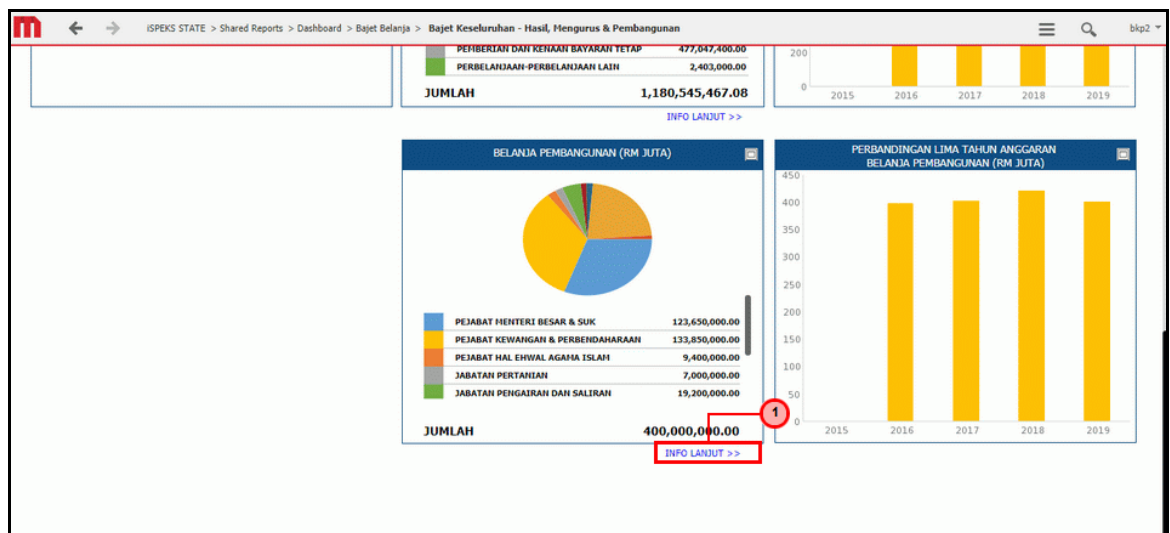 m iSPEKS STATE > Shared Reports > Dashboard > Bajet Belanja > Bajet Keseluruhan - Hasil, Mengurus & Pembangunan bkp2
PEMBERIAN DAN KENAAN BAYARAN TETAP 477,047,400.00
PERBELANJAAN-PERBELANJAAN LAIN 2,403,000.00
JUMLAH 1,180,545,467.08
INFO LANJUT >>
200
0
2015 2016 2017 2018 2019
BELANJA PEMBANGUNAN (RM JUTA)
PEJABAT MENTERI BESAR & SUK 123,650,000.00
PEJABAT KEWANGAN & PERBENDAHARAAN 133,850,000.00
PEJABAT HAL EHWAL AGAMA ISLAM 9,400,000.00
JABATAN PERTANIAN 7,000,000.00
JABATAN PENGAIRAN DAN SALIRAN 19,200,000.00
JUMLAH 400,000,000.00
INFO LANJUT >>
1
PERBANDINGAN LIMA TAHUN ANGGARAN
BELANJA PEMBANGUNAN (RM JUTA)
450
400
350
300
250
200
150
100
50
0
2015 2016 2017 2018 2019